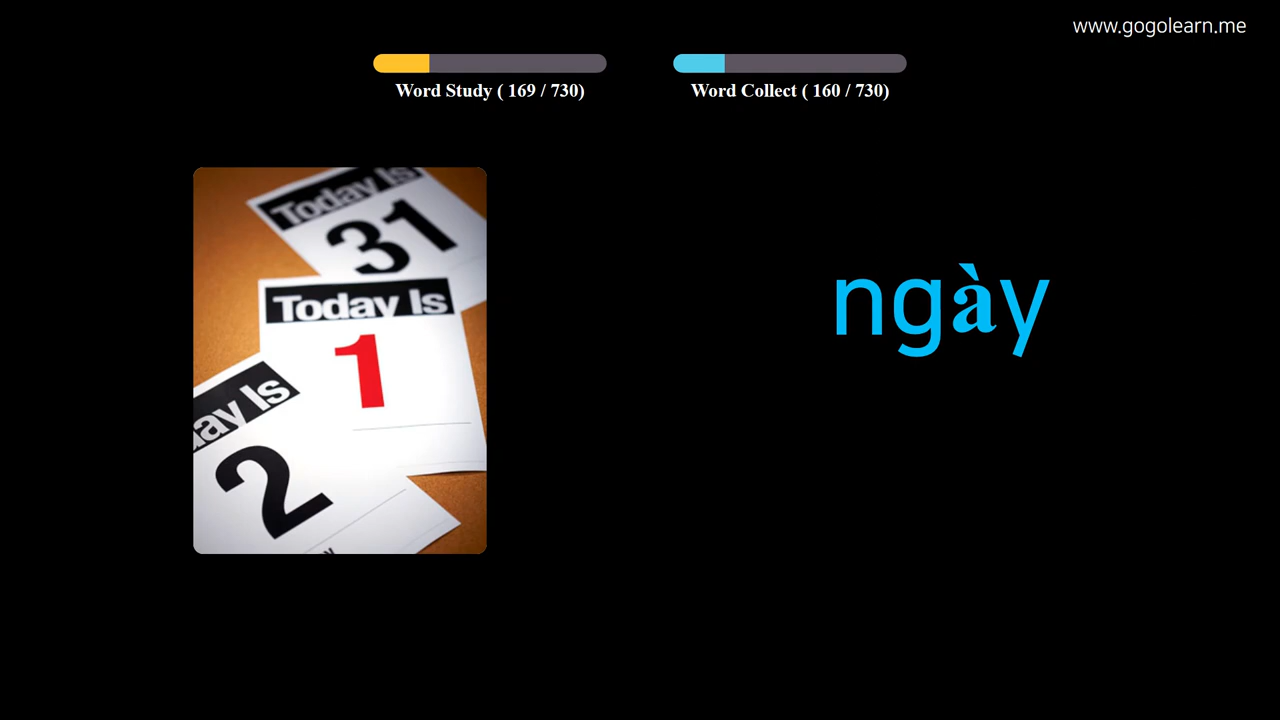 www.gogolearn.me
Word Study ( 169 / 730)
Word Collect ( 160 / 730)
Today Is
31
Today Is
1
ay Is
2
ngày